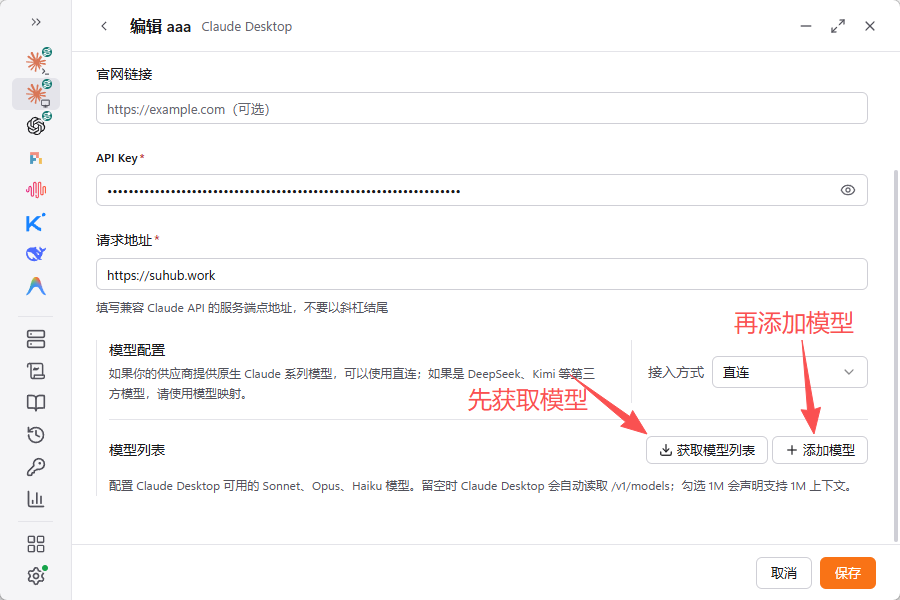 编辑 aaa Claude Desktop
官网链接
https://example.com（可选）
API Key*
••••••••••••••••••••••••••••••••••••••••••••••••••••••••••••••••••
请求地址*
https://suhub.work
填写兼容 Claude API 的服务端点地址，不要以斜杠结尾
再添加模型
模型配置
如果你的供应商提供原生 Claude 系列模型，可以使用直连；如果是 DeepSeek、Kimi 等第三
方模型，请使用模型映射。
接入方式 直连
先获取模型
模型列表
获取模型列表
+ 添加模型
配置 Claude Desktop 可用的 Sonnet、Opus、Haiku 模型。留空时 Claude Desktop 会自动读取 /v1/models；勾选 1M 会声明支持 1M 上下文。
取消
保存